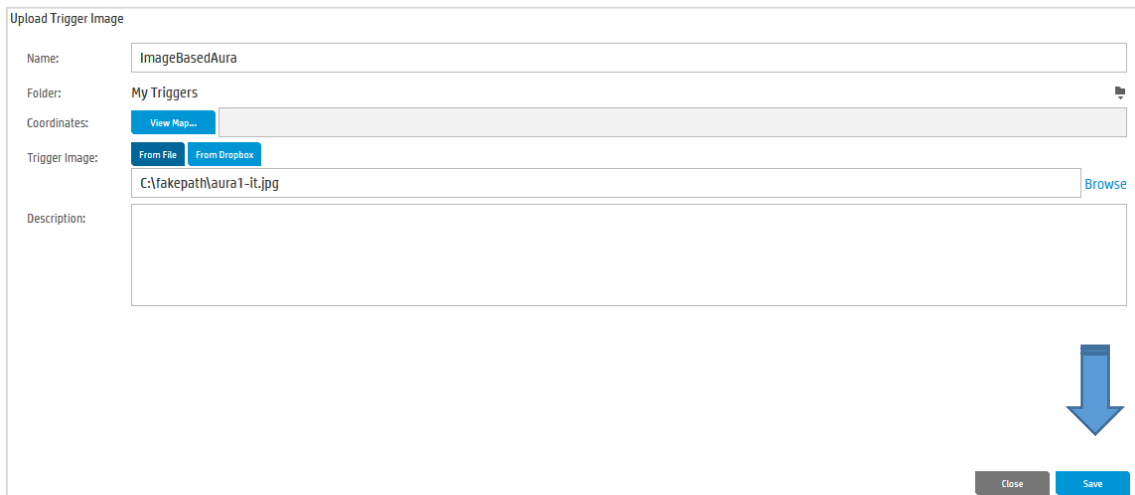 Upload Trigger Image
Name: ImageBasedAura
Folder: My Triggers
Coordinates: View Map...
Trigger Image: From File From Dropbox
C:\fakepath\aura1-it.jpg Browse
Description:
Close Save